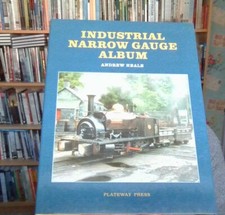 INDUSTRIAL
NARROW GAUGE
ALBUM
ANDREW NEALE
PLATEWAY PRESS